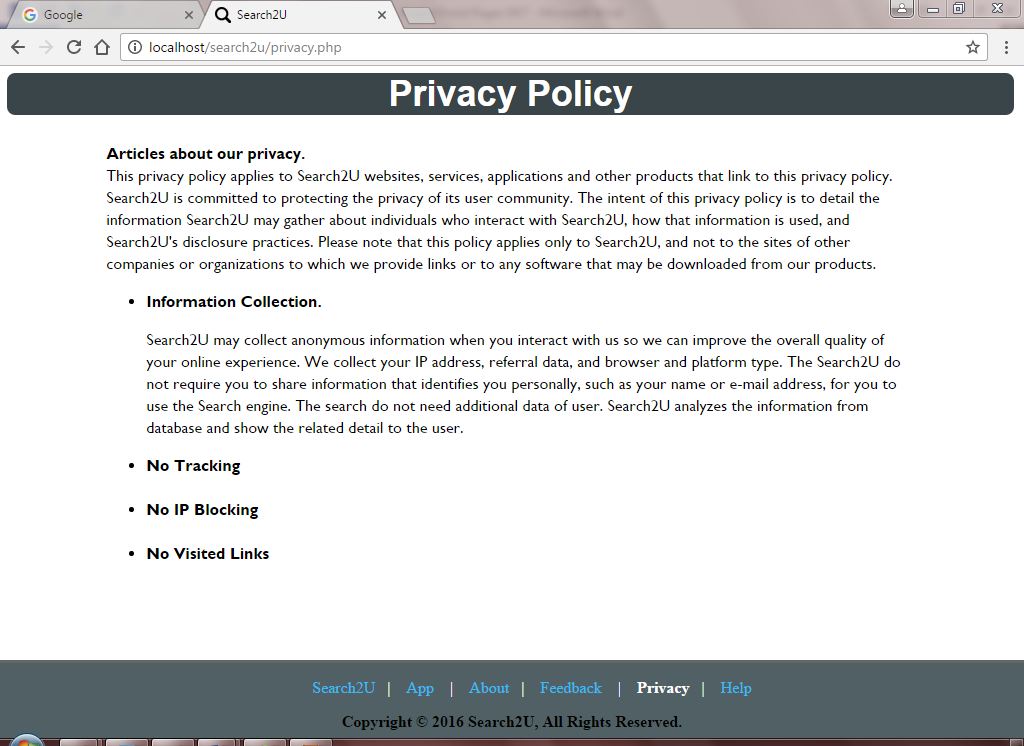 Google
Search2U
localhost/search2u/privacy.php
Privacy Policy
Articles about our privacy.
This privacy policy applies to Search2U websites, services, applications and other products that link to this privacy policy.
Search2U is committed to protecting the privacy of its user community. The intent of this privacy policy is to detail the
information Search2U may gather about individuals who interact with Search2U, how that information is used, and
Search2U's disclosure practices. Please note that this policy applies only to Search2U, and not to the sites of other
companies or organizations to which we provide links or to any software that may be downloaded from our products.
• Information Collection.
Search2U may collect anonymous information when you interact with us so we can improve the overall quality of
your online experience. We collect your IP address, referral data, and browser and platform type. The Search2U do
not require you to share information that identifies you personally, such as your name or e-mail address, for you to
use the Search engine. The search do not need additional data of user. Search2U analyzes the information from
database and show the related detail to the user.
• No Tracking
• No IP Blocking
• No Visited Links
Search2U | App | About | Feedback | Privacy | Help
Copyright © 2016 Search2U, All Rights Reserved.